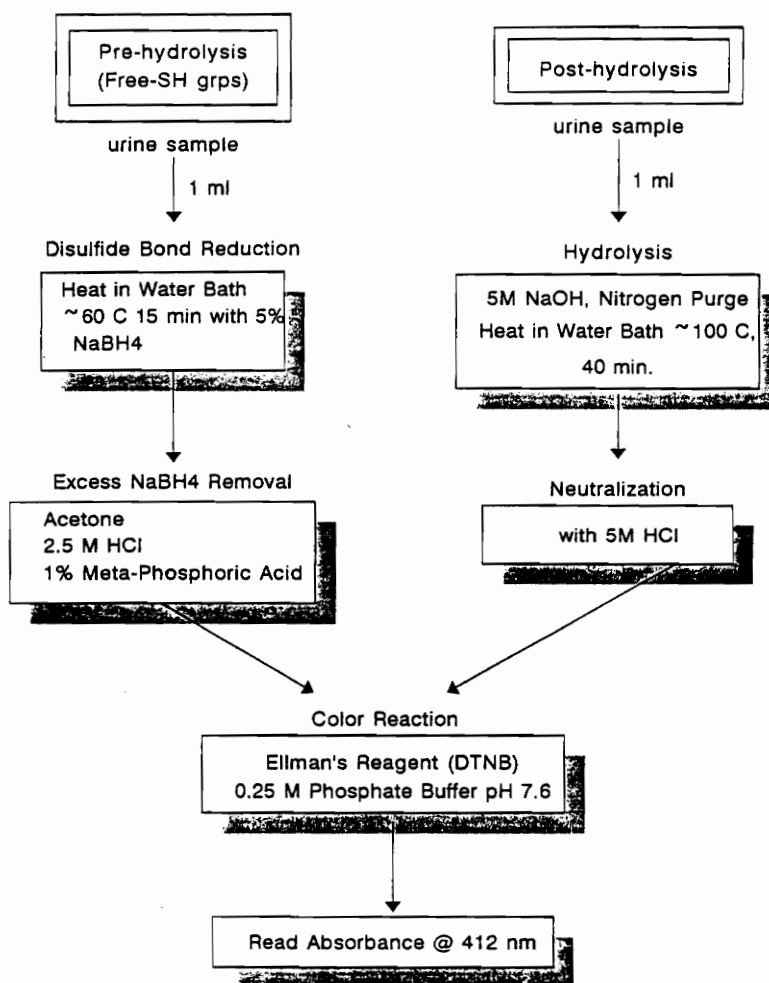 Pre-hydrolysis
(Free-SH grps)
urine sample
1 ml
Disulfide Bond Reduction
Heat in Water Bath
~60 C 15 min with 5%
NaBH4
Excess NaBH4 Removal
Acetone
2.5 M HCl
1% Meta-Phosphoric Acid
Post-hydrolysis
urine sample
1 ml
Hydrolysis
5M NaOH, Nitrogen Purge
Heat in Water Bath ~100 C,
40 min.
Neutralization
with 5M HCl
Color Reaction
Ellman's Reagent (DTNB)
0.25 M Phosphate Buffer pH 7.6
Read Absorbance @ 412 nm